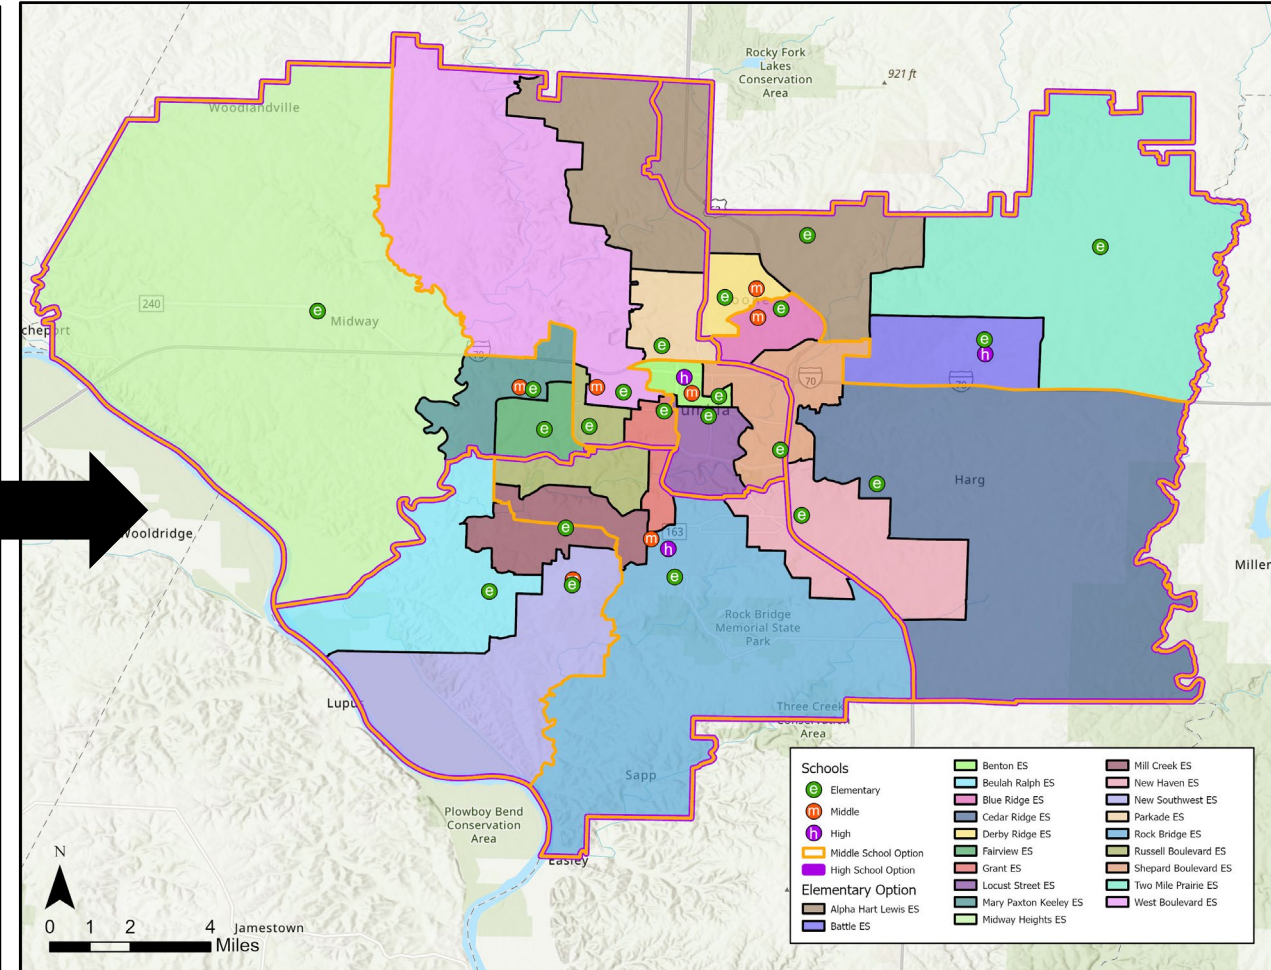 Rocky Fork
Lakes
Conservation
Area
921 ft
Woodlandville
240
Midway
cheport
70
e
m
h
70
70
Harg
Wooldridge
163
Miller
Rock Bridge
Memorial State
Park
Lupu
Three Creek
Conservation
Area
Sapp
Plowboy Bend
Conservation
Area
Easley
Jamestown
N
0 1 2 4
Miles
Schools
e Elementary
m Middle
h High
Middle School Option
High School Option
Elementary Option
Alpha Hart Lewis ES
Battle ES
Benton ES
Beulah Ralph ES
Blue Ridge ES
Cedar Ridge ES
Derby Ridge ES
Fairview ES
Grant ES
Locust Street ES
Mary Paxton Keeley ES
Midway Heights ES
Mill Creek ES
New Haven ES
New Southwest ES
Parkade ES
Rock Bridge ES
Russell Boulevard ES
Shepard Boulevard ES
Two Mile Prairie ES
West Boulevard ES